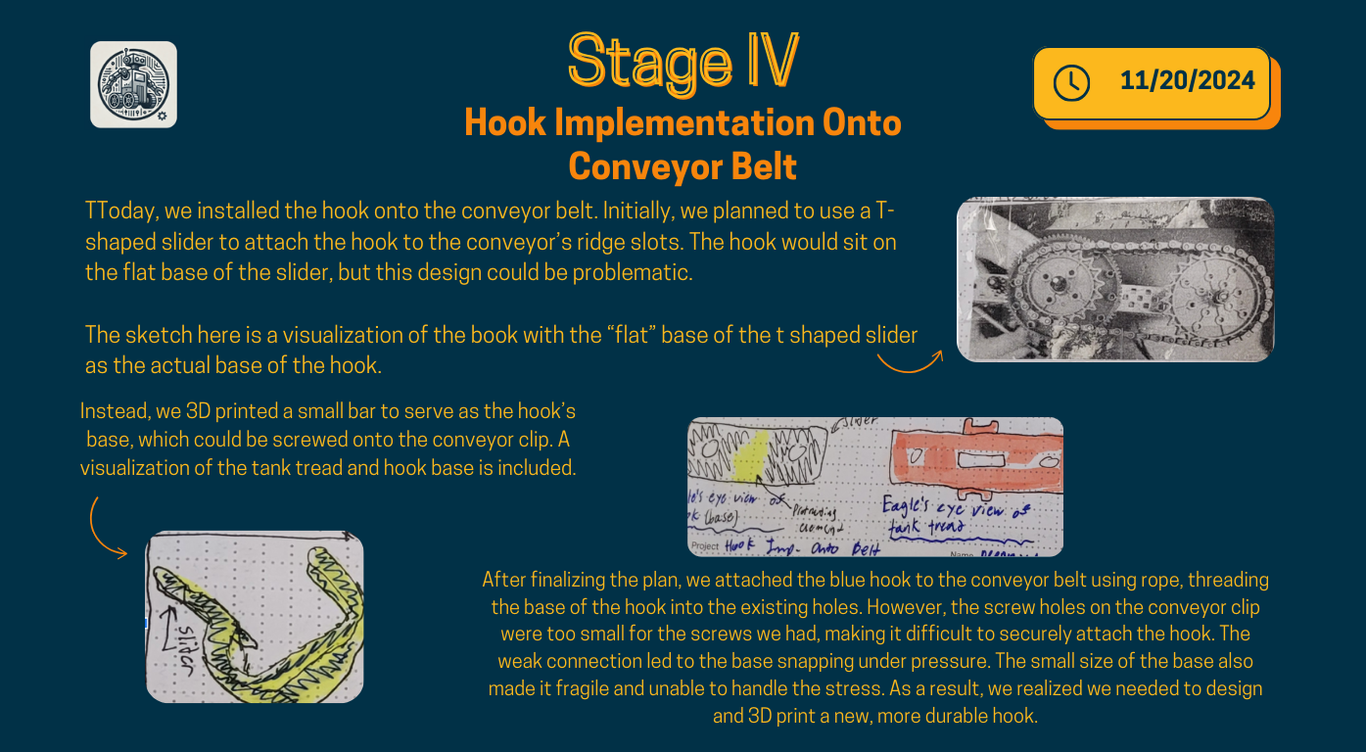 Stage IV
11/20/2024
Hook Implementation Onto
Conveyor Belt
TToday, we installed the hook onto the conveyor belt. Initially, we planned to use a T-
shaped slider to attach the hook to the conveyor’s ridge slots. The hook would sit on
the flat base of the slider, but this design could be problematic.
The sketch here is a visualization of the book with the “flat” base of the t shaped slider
as the actual base of the hook.
Instead, we 3D printed a small bar to serve as the hook’s
base, which could be screwed onto the conveyor clip. A
visualization of the tank tread and hook base is included.
slider
le's eye view of
ok (base)
Protruding
element
Eagle's eye view of
tank tread
Project Hook Imp. Onto Belt
Name
slits
After finalizing the plan, we attached the blue hook to the conveyor belt using rope, threading
the base of the hook into the existing holes. However, the screw holes on the conveyor clip
were too small for the screws we had, making it difficult to securely attach the hook. The
weak connection led to the base snapping under pressure. The small size of the base also
made it fragile and unable to handle the stress. As a result, we realized we needed to design
and 3D print a new, more durable hook.